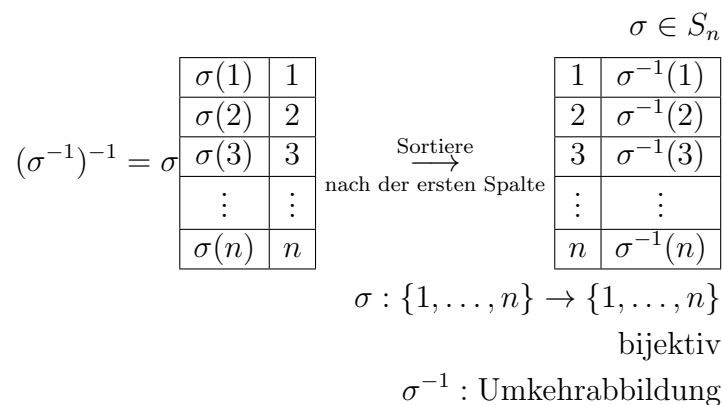 σ ∈ Sₙ
σ(1) 1 1 σ⁻¹(1)
σ(2) 2 2 σ⁻¹(2)
(σ⁻¹)⁻¹ = σ σ(3) 3 Sortiere → nach der ersten Spalte 3 σ⁻¹(3)
⋮ ⋮ ⋮ ⋮
σ(n) n n σ⁻¹(n)
σ : {1, . . . , n} → {1, . . . , n}
bijektiv
σ⁻¹ : Umkehrabbildung